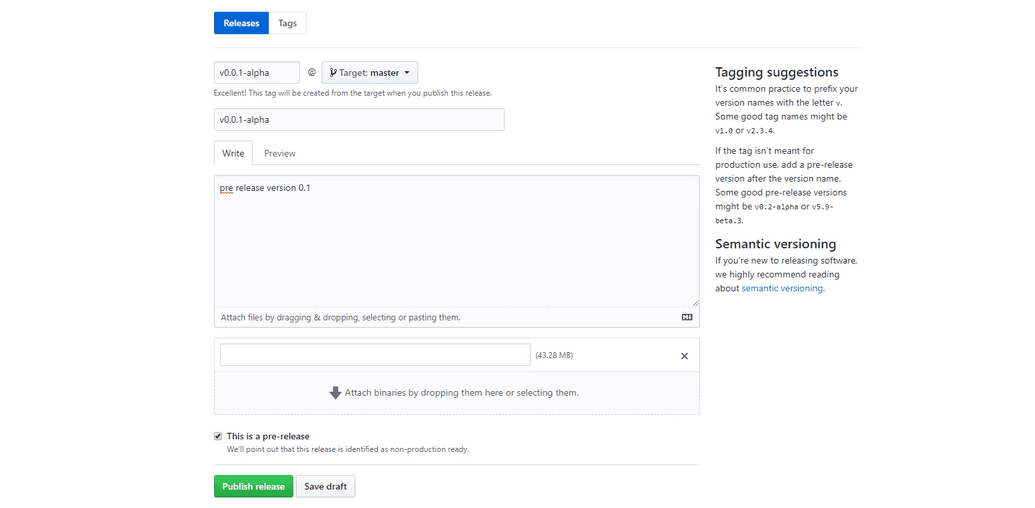 Releases Tags
v0.0.1-alpha @ Target: master
Excellent! This tag will be created from the target when you publish this release.
v0.0.1-alpha
Write Preview
pre release version 0.1
Attach files by dragging & dropping, selecting or pasting them.
(43.28 MB)
Attach binaries by dropping them here or selecting them.
This is a pre-release
We'll point out that this release is identified as non-production ready.
Publish release Save draft
Tagging suggestions
It's common practice to prefix your
version names with the letter v.
Some good tag names might be
v1.0 or v2.3.4.
If the tag isn't meant for
production use, add a pre-release
version after the version name.
Some good pre-release versions
might be v0.2-alpha or v5.9-
beta.3.
Semantic versioning
If you're new to releasing software,
we highly recommend reading
about semantic versioning.